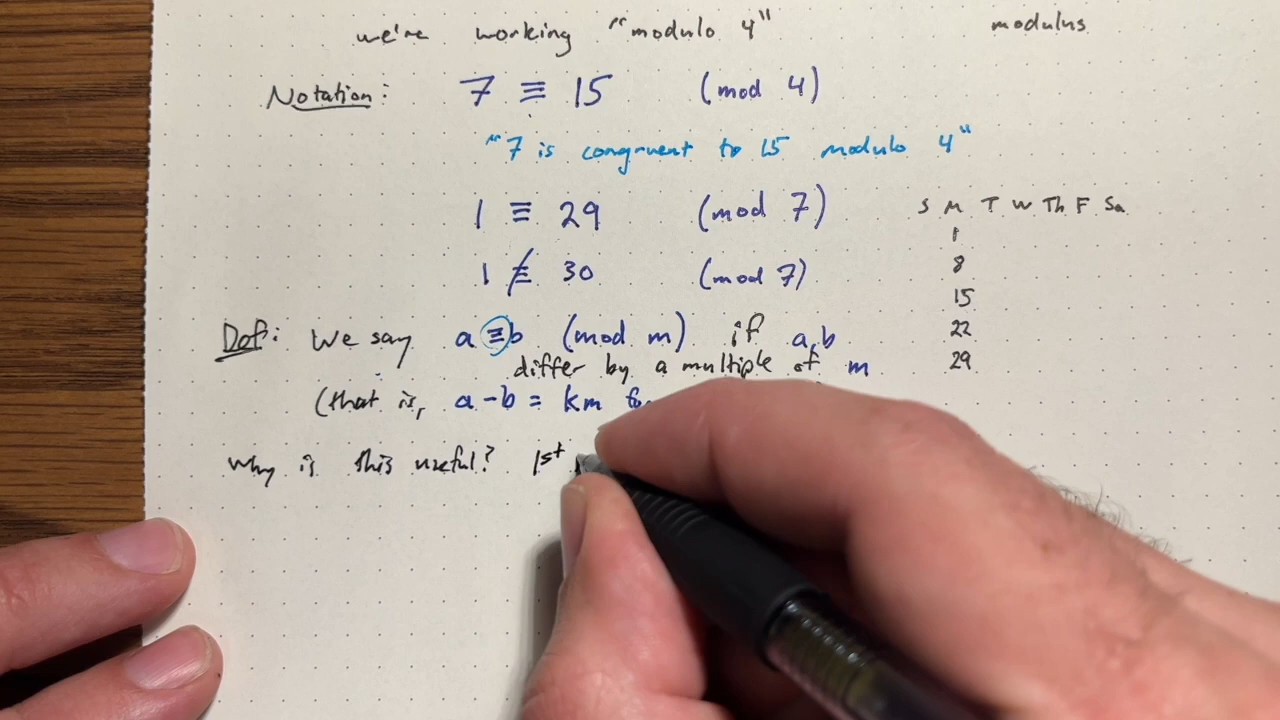 we're working "modulo 4" modulus
Notation: 7 ≡ 15 (mod 4)
"7 is congruent to 15 modulo 4"
1 ≡ 29 (mod 7)
1 ≢ 30 (mod 7)
S M T W Th F Sa
1
8
15
22
29
Def: We say a ≡ b (mod m) if a, b
differ by a multiple of m
(that is, a - b = km
Why is this useful? 1st